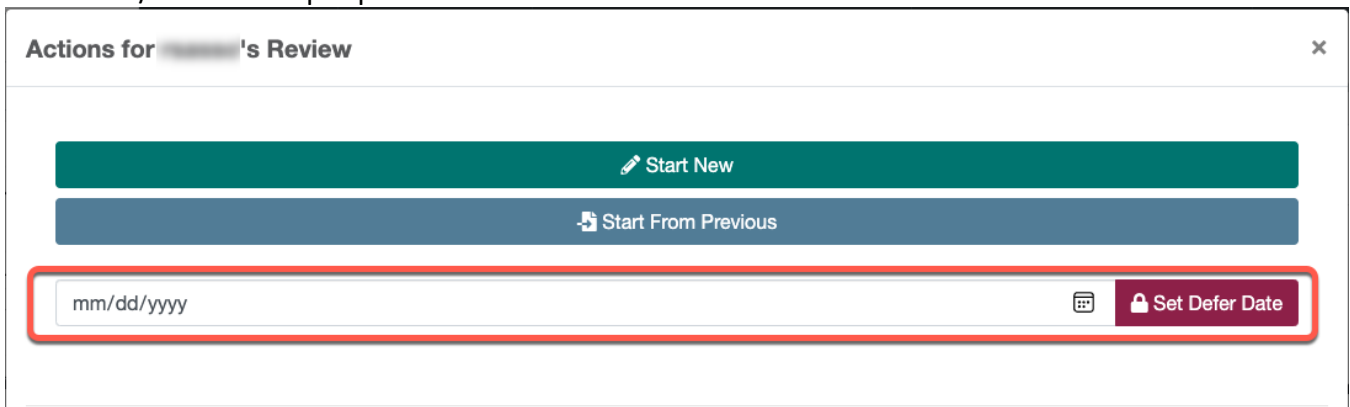 Actions for 's Review ×
Start New
Start From Previous
mm/dd/yyyy Set Defer Date